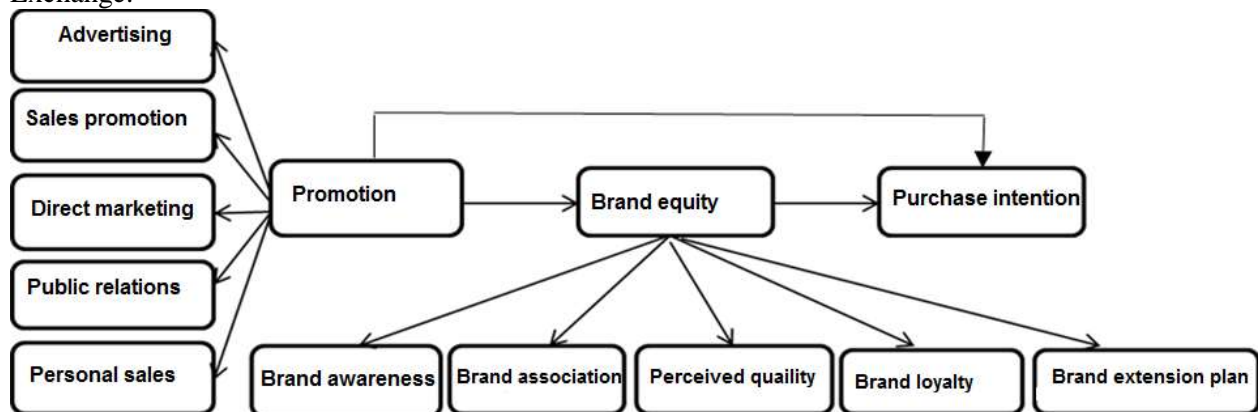 Exchange.
Advertising
Sales promotion
Direct marketing
Public relations
Personal sales
Promotion
Brand equity
Purchase intention
Brand awareness
Brand association
Perceived quaility
Brand loyalty
Brand extension plan